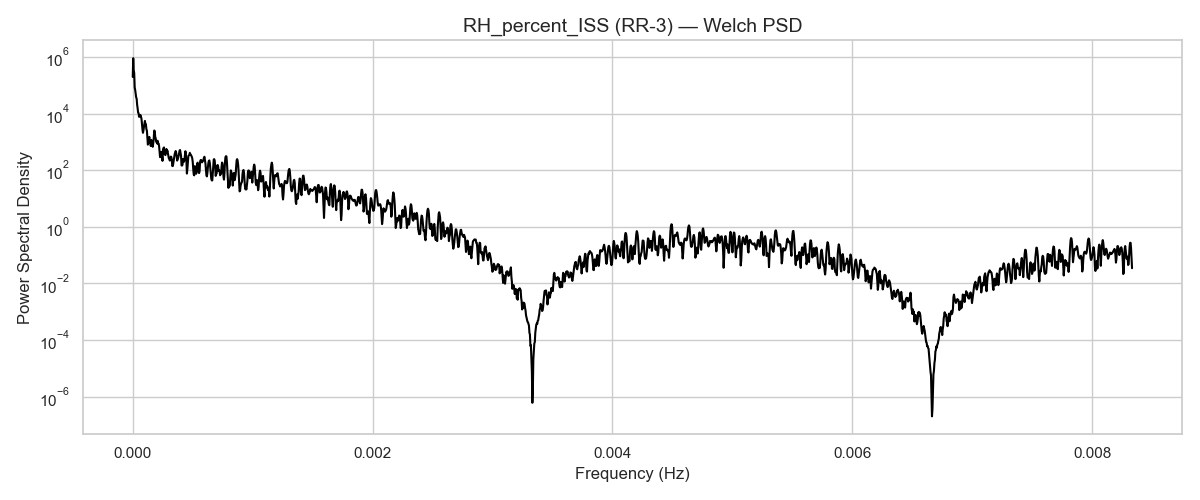 RH_percent_ISS (RR-3) — Welch PSD
Power Spectral Density
10^6
10^4
10^2
10^0
10^−2
10^−4
10^−6
0.000 0.002 0.004 0.006 0.008
Frequency (Hz)